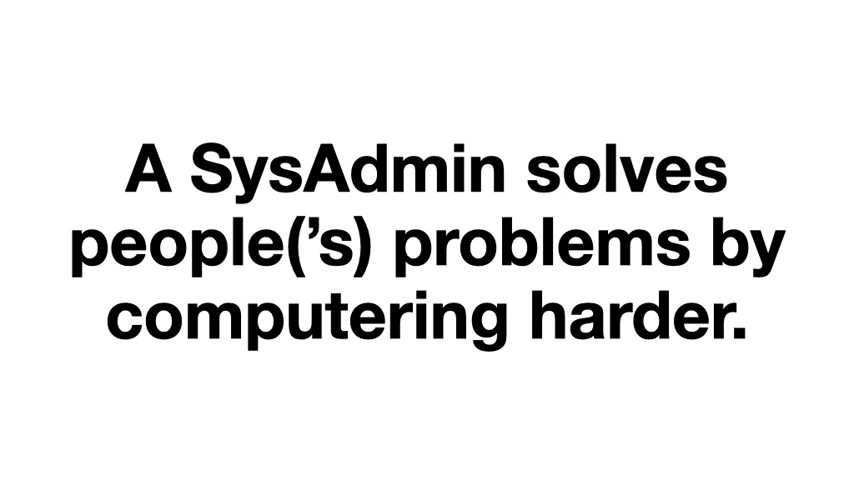 A SysAdmin solves
people(’s) problems by
computering harder.